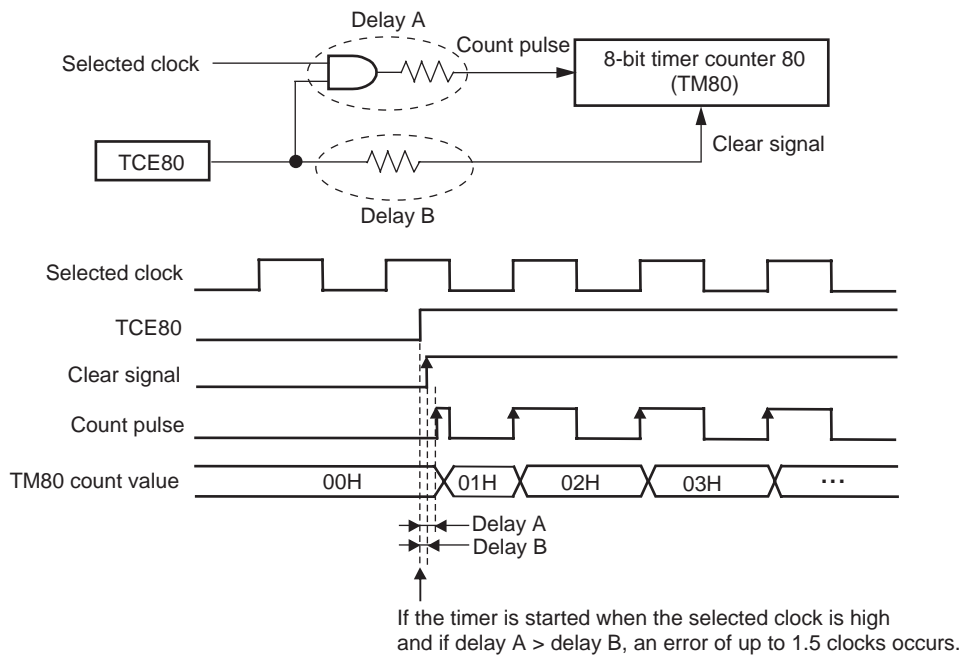 Delay A
Selected clock
Count pulse
8-bit timer counter 80
(TM80)
TCE80
Clear signal
Delay B
Selected clock
TCE80
Clear signal
Count pulse
TM80 count value
00H
01H
02H
03H
...
Delay A
Delay B
If the timer is started when the selected clock is high
and if delay A > delay B, an error of up to 1.5 clocks occurs.